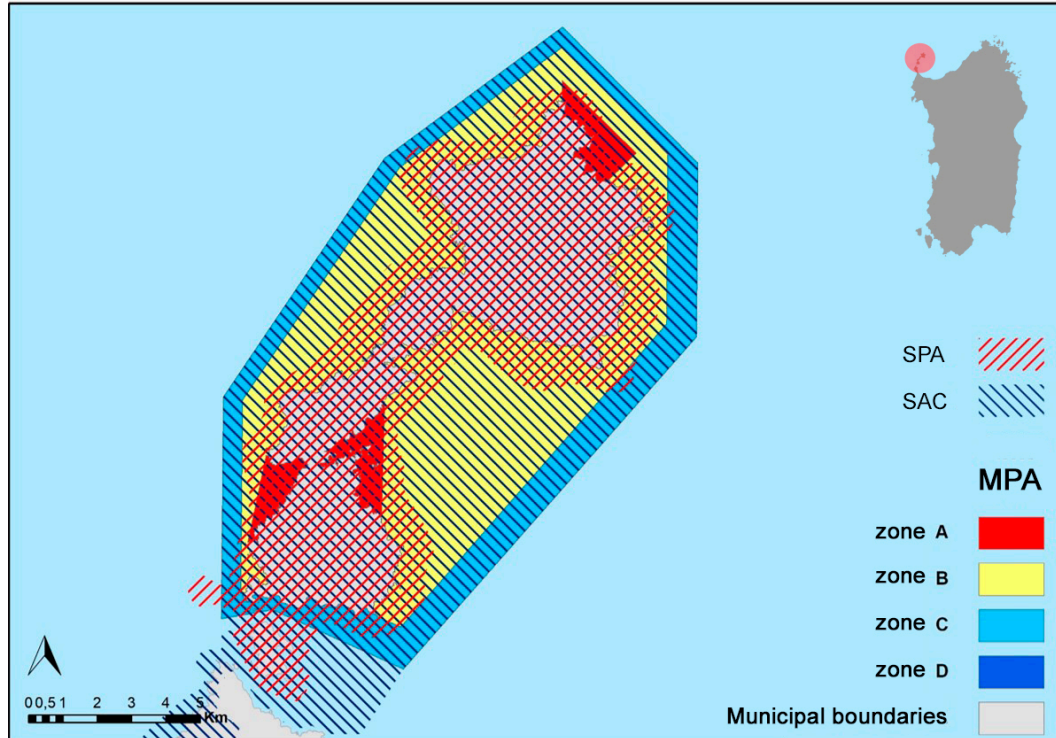 SPA
SAC
MPA
zone A
zone B
zone C
zone D
Municipal boundaries
0 0,5 1 2 3 4 5
Km